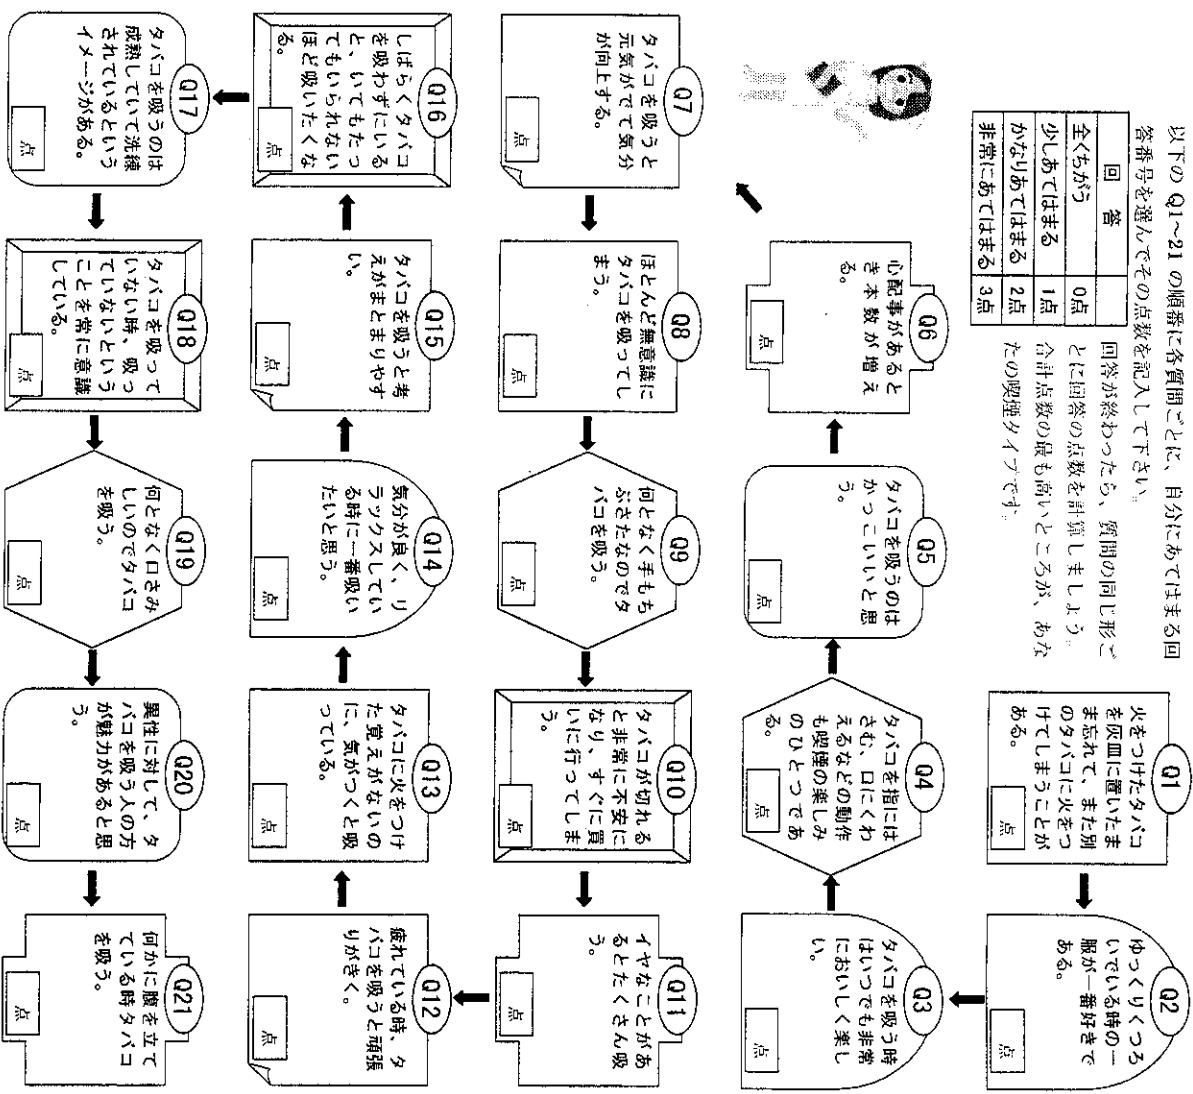 以下の Q1~21 の順番に各質問ごとに、自分にあてはまる回
答番号を選んでその点数を記入して下さい。
回　答
全くちがう 0点
少しあてはまる 1点
かなりあてはまる 2点
非常にあてはまる 3点
回答が終わったら、質問の同じ形ご
とに回答の点数を計算しましょう。
合計点数の最も高いところが、あな
たの喫煙タイプです。
Q1
火をつけたタバコ
を灰皿に置いたま
ま忘れて、また別
のタバコに火をつ
けてしまうことが
ある。
点
Q2
ゆっくりくつろ
いでいる時の一
服が一番好きで
ある。
点
Q3
タバコを吸う時
はいつでも非常
においしく楽し
い。
点
Q4
タバコを指には
さむ、口にくわ
えるなどの動作
も喫煙の楽しみ
のひとつであ
る。
点
Q5
タバコを吸うのは
かっこいいと思
う。
点
Q6
心配事があると
き本数が増え
る。
点
Q7
タバコを吸うと
元気がでて気分
が向上する。
点
Q8
ほとんど無意識に
タバコを吸ってし
まう。
点
Q9
何となく手もち
ぶさたなのでタ
バコを吸う。
点
Q10
タバコが切れる
と非常に不安に
なり、すぐに買
いに行ってしま
う。
点
Q11
イヤなことがあ
るとたくさん吸
う。
点
Q12
疲れている時、タ
バコを吸うと頑張
りがきく。
点
Q13
タバコに火をつけ
た覚えがないの
に、気がつくと吸
っている。
点
Q14
気分が良く、リ
ラックスしてい
る時に一番吸い
たいと思う。
点
Q15
タバコを吸うと考
えがまとまりやす
い。
点
Q16
しばらくタバコ
を吸わずにいる
と、いてもたっ
てもいられない
ほど吸いたくな
る。
点
Q17
タバコを吸うのは
成熟していて洗練
されているという
イメージがある。
点
Q18
タバコを吸って
いない時、吸っ
ていないという
ことを常に意識
している。
点
Q19
何となく口さみ
しいのでタバコ
を吸う。
点
Q20
異性に対して、タ
バコを吸う人の方
が魅力があると思
う。
点
Q21
何かに腹を立て
ている時タバコ
を吸う。
点